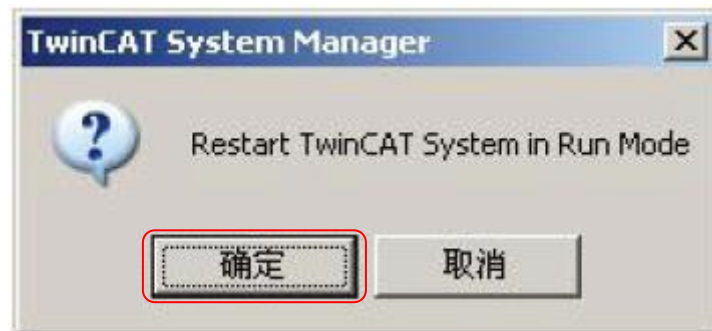 TwinCAT System Manager
Restart TwinCAT System in Run Mode
确定 取消